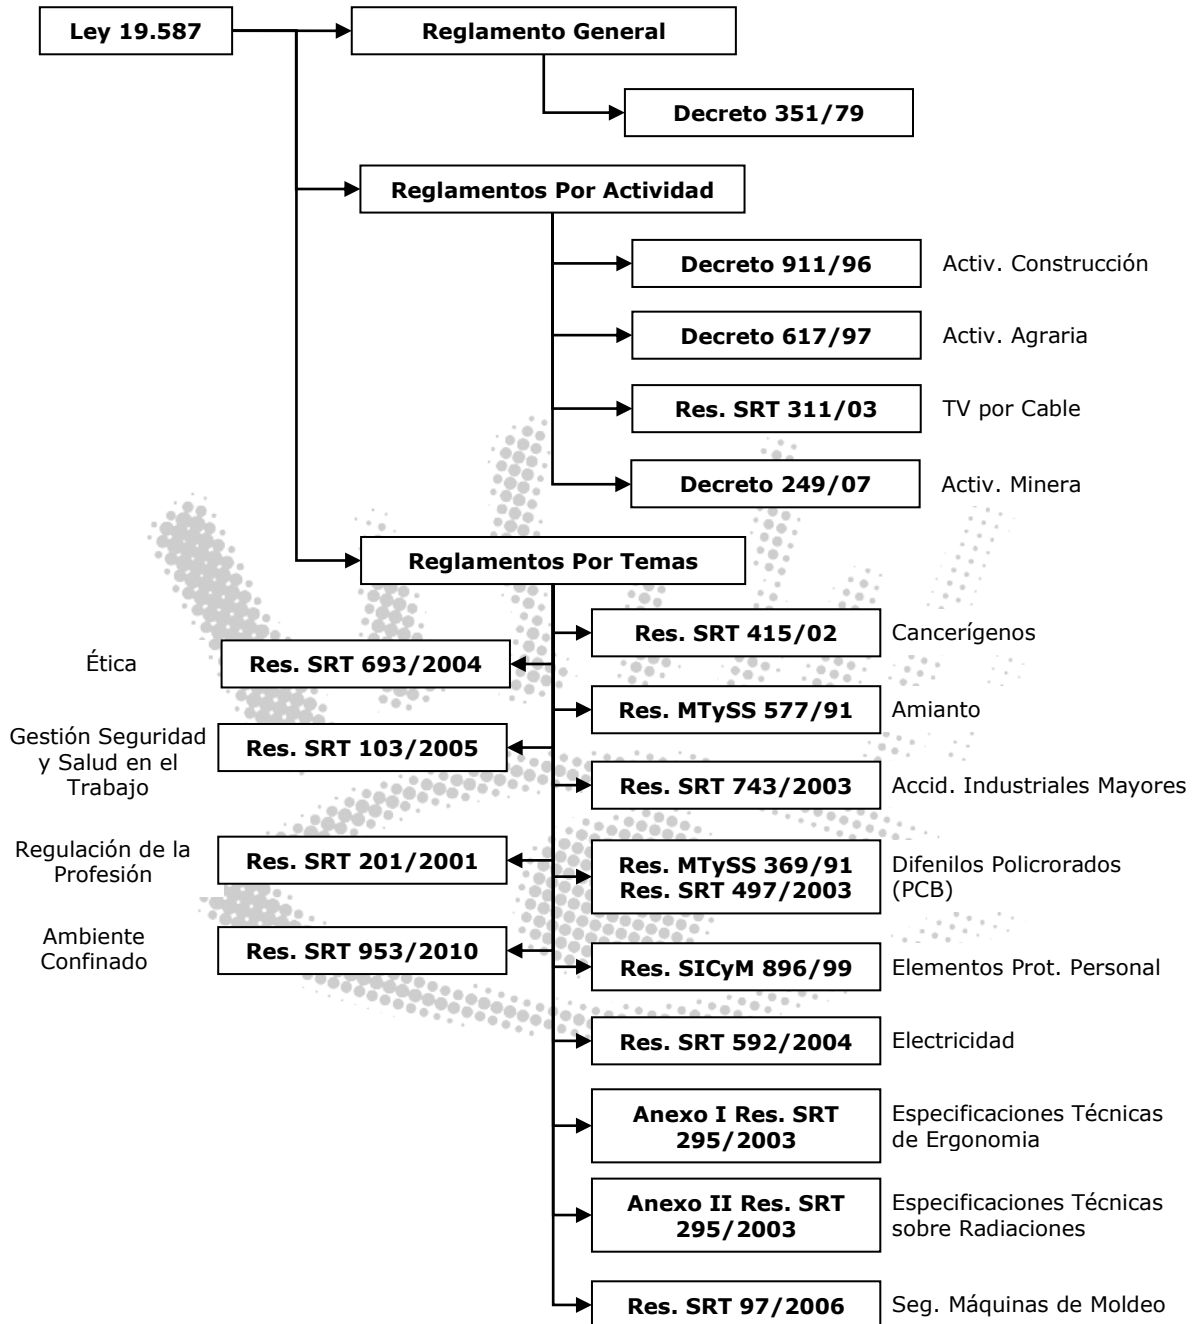 Ley 19.587
Reglamento General
Decreto 351/79
Reglamentos Por Actividad
Decreto 911/96
Activ. Construcción
Decreto 617/97
Activ. Agraria
Res. SRT 311/03
TV por Cable
Decreto 249/07
Activ. Minera
Reglamentos Por Temas
Res. SRT 415/02
Cancerígenos
Ética
Res. SRT 693/2004
Res. MTySS 577/91
Amianto
Gestión Seguridad
y Salud en el
Trabajo
Res. SRT 103/2005
Res. SRT 743/2003
Accid. Industriales Mayores
Regulación de la
Profesión
Res. SRT 201/2001
Res. MTySS 369/91
Res. SRT 497/2003
Difenilos Policrorados
(PCB)
Ambiente
Confinado
Res. SRT 953/2010
Res. SICyM 896/99
Elementos Prot. Personal
Res. SRT 592/2004
Electricidad
Anexo I Res. SRT
295/2003
Especificaciones Técnicas
de Ergonomia
Anexo II Res. SRT
295/2003
Especificaciones Técnicas
sobre Radiaciones
Res. SRT 97/2006
Seg. Máquinas de Moldeo